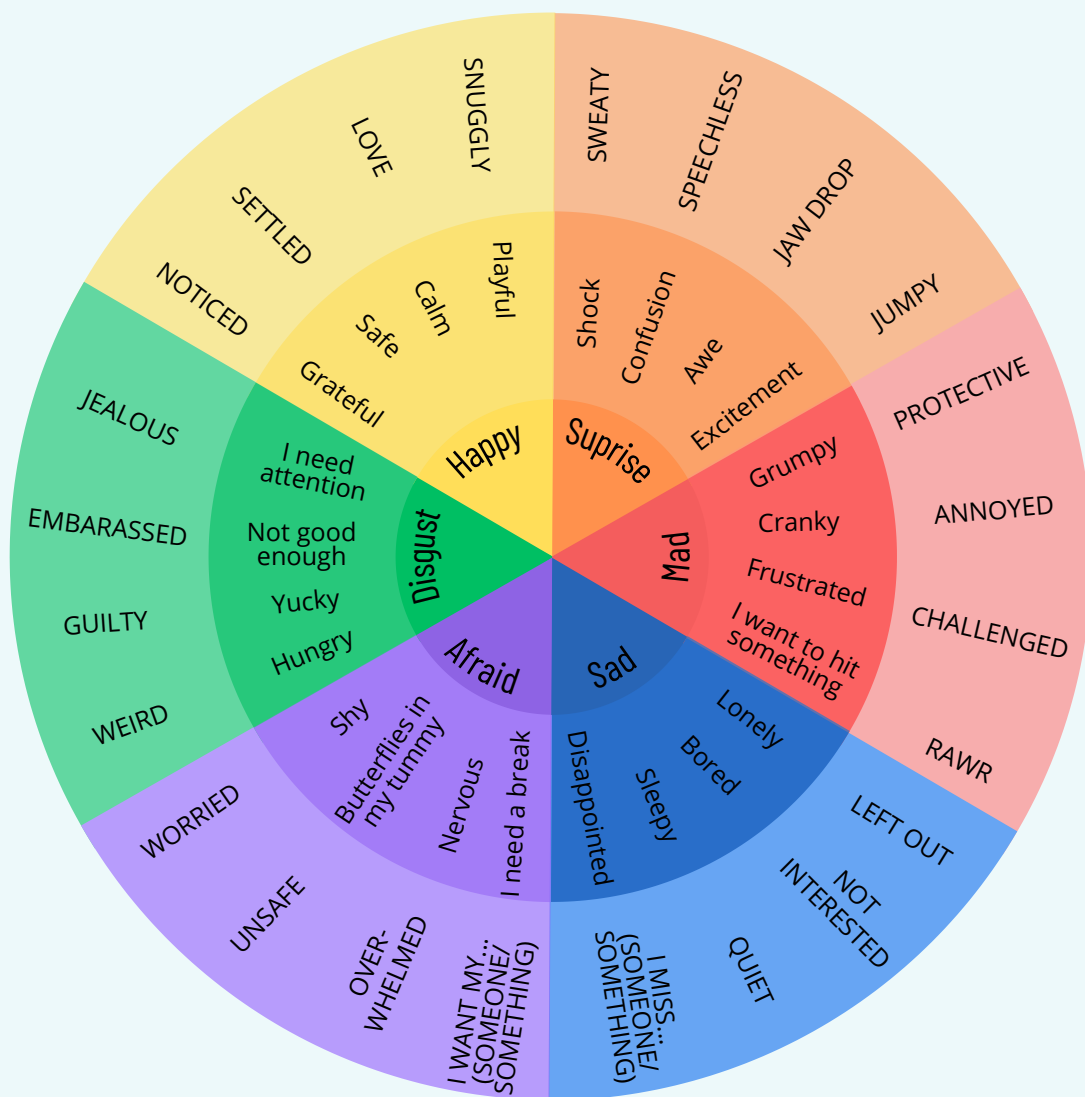 SNUGGLY
LOVE
SETTLED
NOTICED
Playful
Calm
Safe
Grateful
Happy
SWEATY
SPEECHLESS
JAW DROP
JUMPY
Shock
Confusion
Awe
Excitement
Suprise
PROTECTIVE
ANNOYED
CHALLENGED
RAWR
Grumpy
Cranky
Frustrated
I want to hit
something
Mad
LEFT OUT
NOT
INTERESTED
QUIET
I MISS...
(SOMEONE/
SOMETHING)
Lonely
Bored
Sleepy
Disappointed
Sad
I WANT MY...
(SOMEONE/
SOMETHING)
OVER-
WHELMED
UNSAFE
WORRIED
I need a break
Nervous
Butterflies in
my tummy
Shy
Afraid
WEIRD
GUILTY
EMBARASSED
JEALOUS
Hungry
Yucky
Not good
enough
I need
attention
Disgust